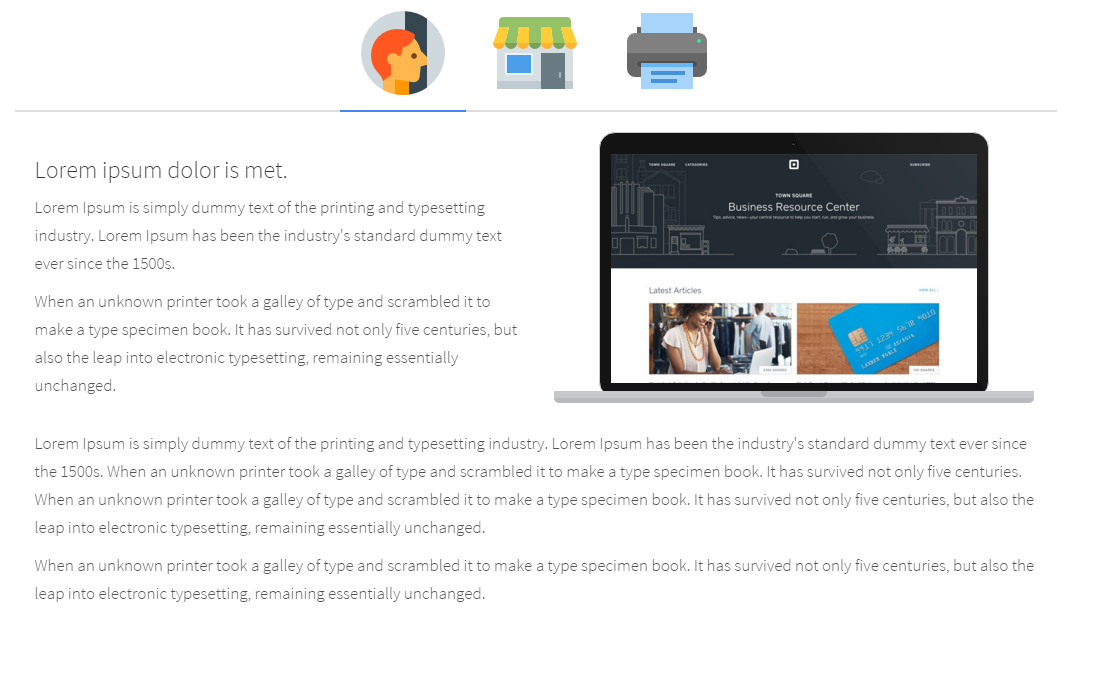 Lorem ipsum dolor is met.
Lorem Ipsum is simply dummy text of the printing and typesetting
industry. Lorem Ipsum has been the industry's standard dummy text
ever since the 1500s.
When an unknown printer took a galley of type and scrambled it to
make a type specimen book. It has survived not only five centuries, but
also the leap into electronic typesetting, remaining essentially
unchanged.
TOWN SQUARE CATEGORIES SUBSCRIBE
TOWN SQUARE
Business Resource Center
Tips, advice, news—your central resource to help you start, run, and grow your business.
Latest Articles VIEW ALL
Lorem Ipsum is simply dummy text of the printing and typesetting industry. Lorem Ipsum has been the industry's standard dummy text ever since
the 1500s. When an unknown printer took a galley of type and scrambled it to make a type specimen book. It has survived not only five centuries.
When an unknown printer took a galley of type and scrambled it to make a type specimen book. It has survived not only five centuries, but also the
leap into electronic typesetting, remaining essentially unchanged.
When an unknown printer took a galley of type and scrambled it to make a type specimen book. It has survived not only five centuries, but also the
leap into electronic typesetting, remaining essentially unchanged.